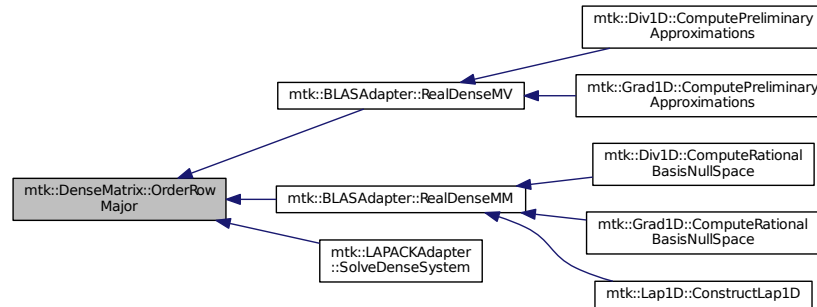 mtk::Div1D::ComputePreliminary
Approximations
mtk::BLASAdapter::RealDenseMV
mtk::Grad1D::ComputePreliminary
Approximations
mtk::Div1D::ComputeRational
BasisNullSpace
mtk::DenseMatrix::OrderRow
Major
mtk::BLASAdapter::RealDenseMM
mtk::Grad1D::ComputeRational
BasisNullSpace
mtk::LAPACKAdapter
::SolveDenseSystem
mtk::Lap1D::ConstructLap1D